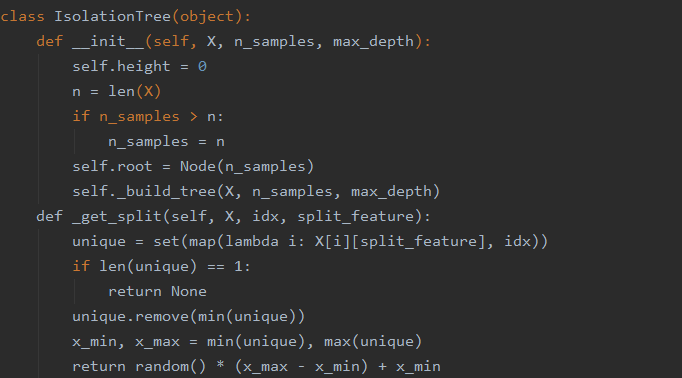 class IsolationTree(object):
    def __init__(self, X, n_samples, max_depth):
        self.height = 0
        n = len(X)
        if n_samples > n:
            n_samples = n
        self.root = Node(n_samples)
        self._build_tree(X, n_samples, max_depth)
    def _get_split(self, X, idx, split_feature):
        unique = set(map(lambda i: X[i][split_feature], idx))
        if len(unique) == 1:
            return None
        unique.remove(min(unique))
        x_min, x_max = min(unique), max(unique)
        return random() * (x_max - x_min) + x_min